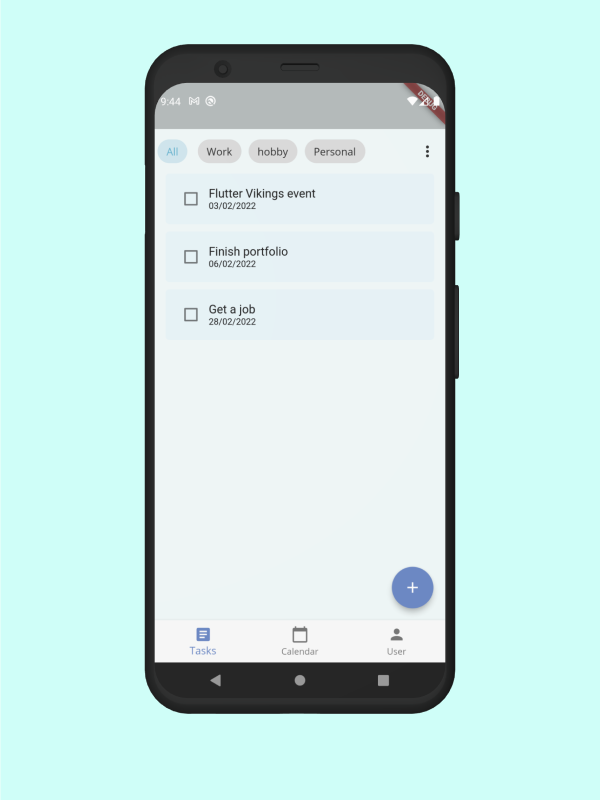 9:44
All Work hobby Personal
Flutter Vikings event
03/02/2022
Finish portfolio
06/02/2022
Get a job
28/02/2022
Tasks Calendar User